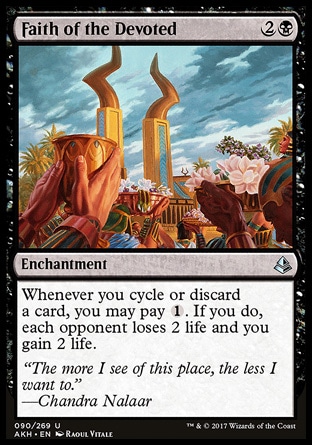 Faith of the Devoted 2
Enchantment
Whenever you cycle or discard
a card, you may pay 1. If you do,
each opponent loses 2 life and you
gain 2 life.
“The more I see of this place, the less I
want to.”
—Chandra Nalaar
090/269 U
AKH • EN Raoul Vitale
™ & © 2017 Wizards of the Coast